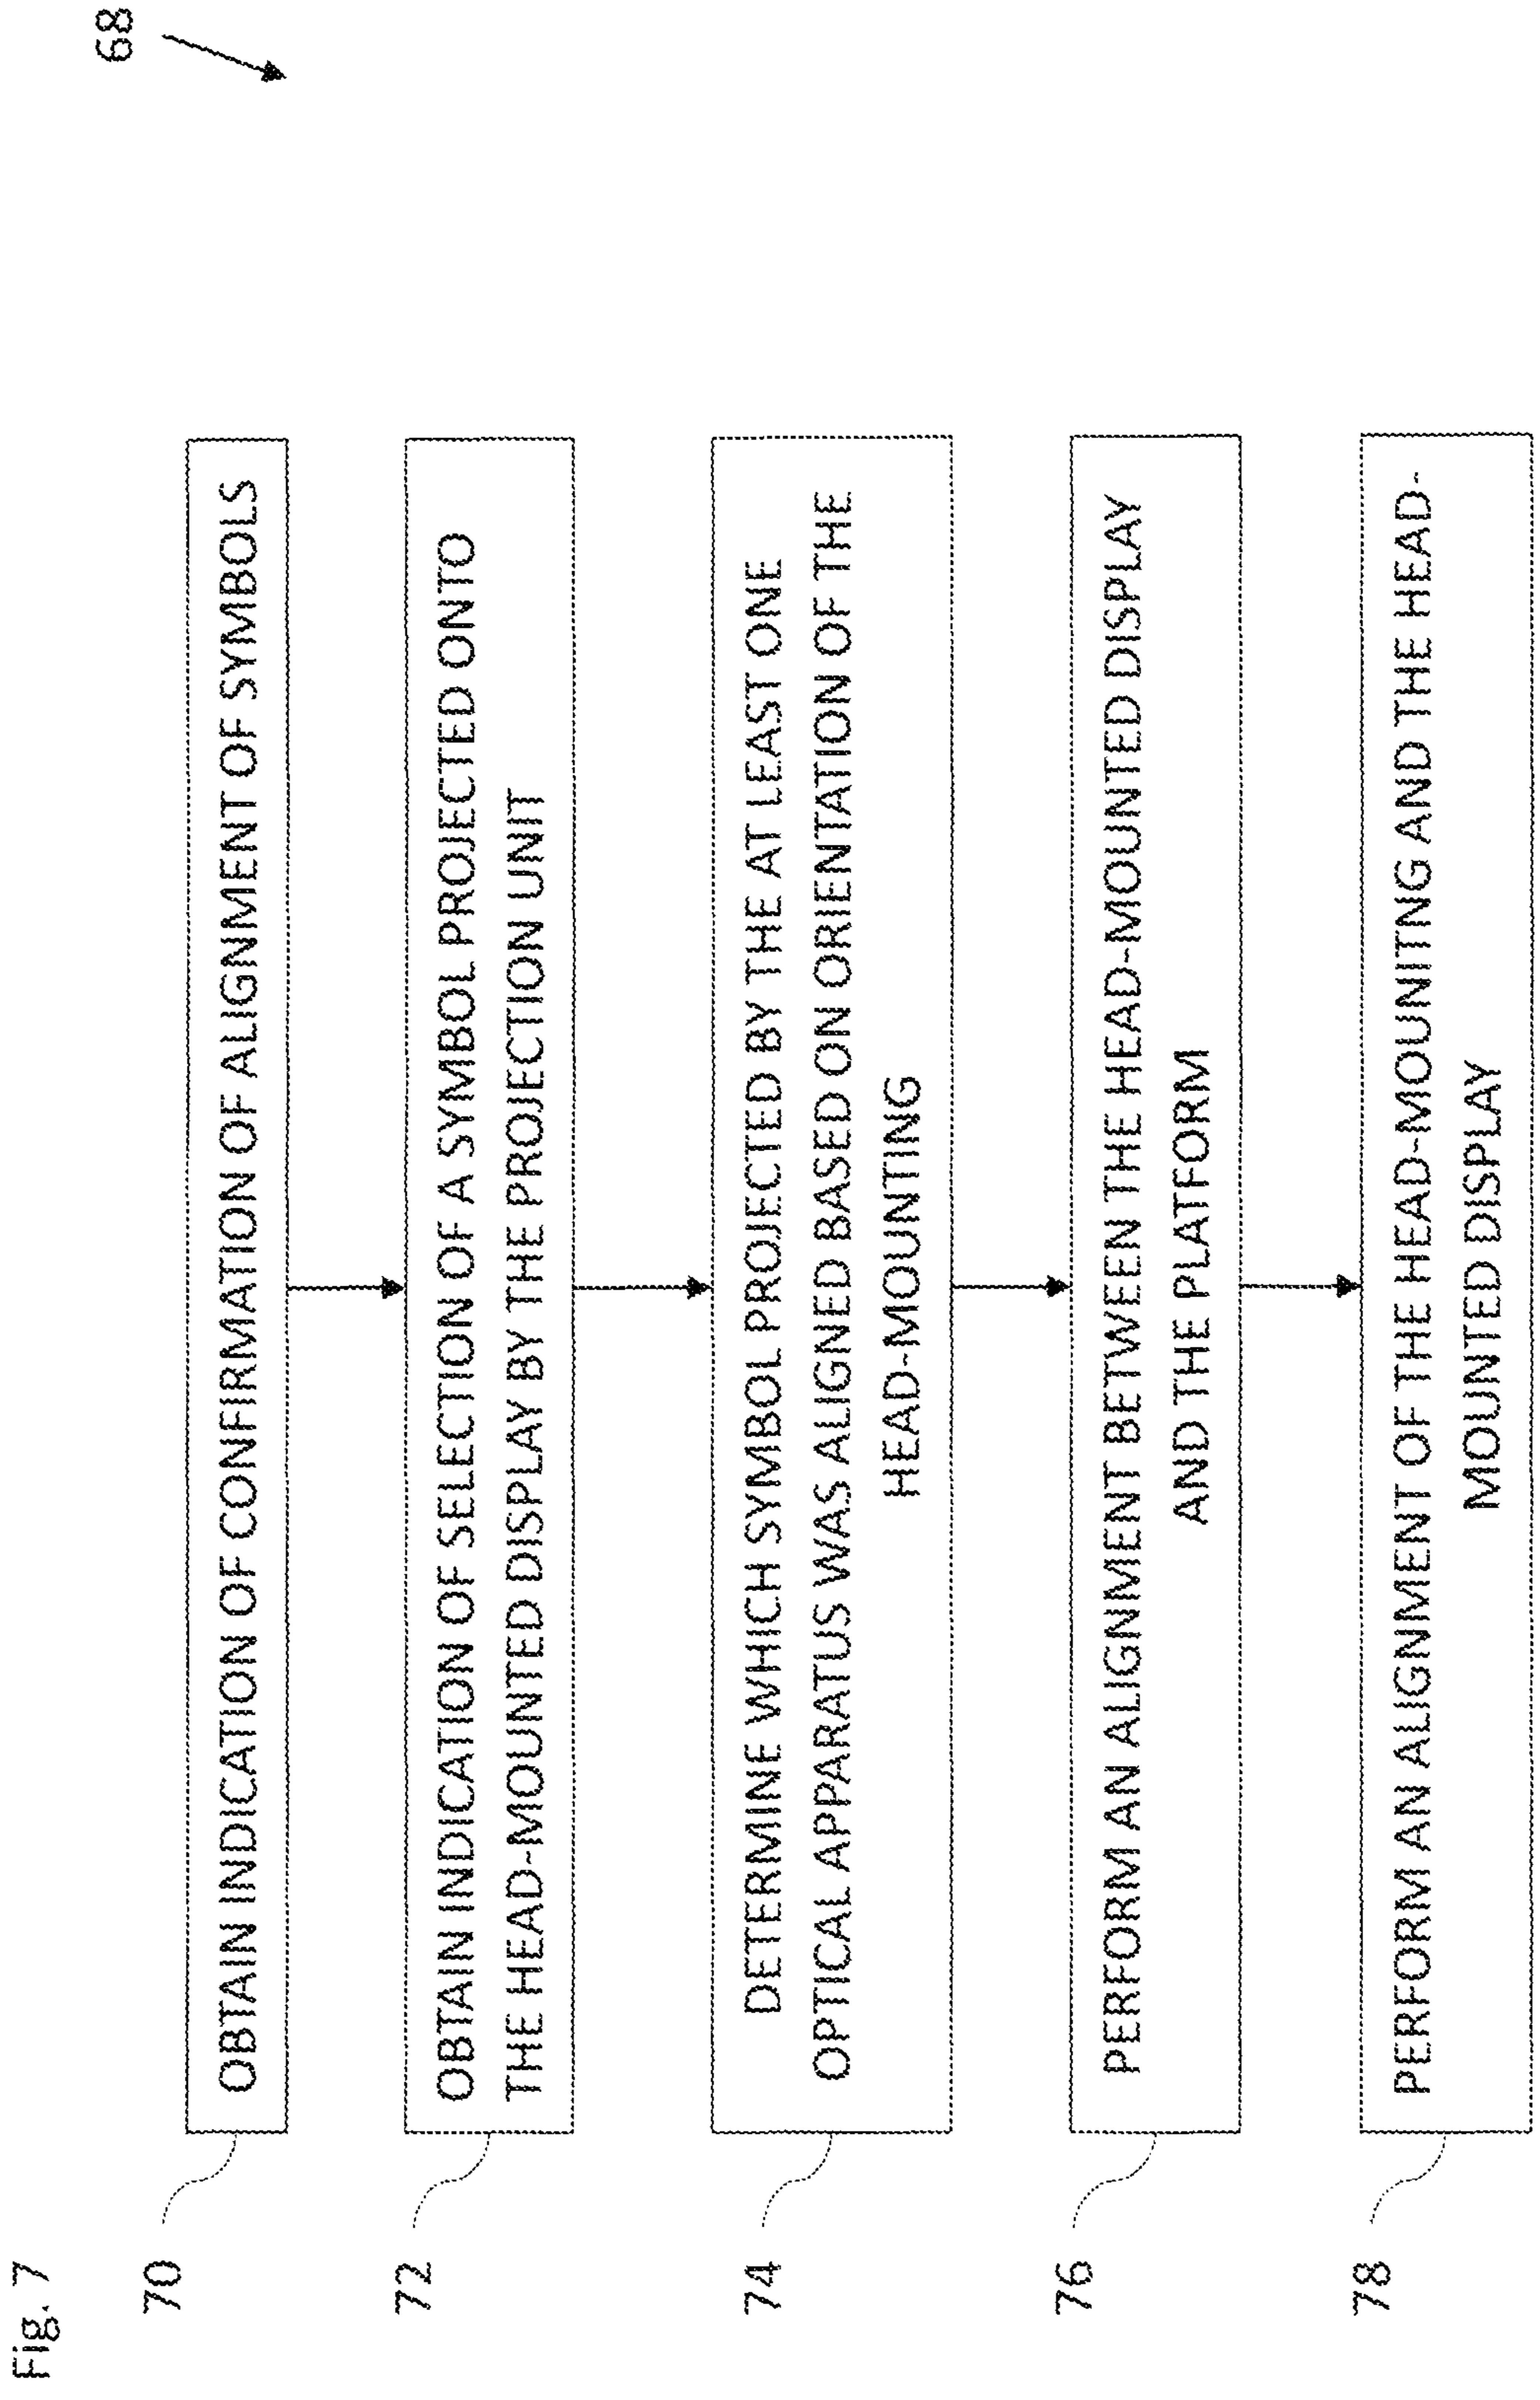 Fig. 7
68
70
OBTAIN INDICATION OF CONFIRMATION OF ALIGNMENT OF SYMBOLS
72
OBTAIN INDICATION OF SELECTION OF A SYMBOL PROJECTED ONTO
THE HEAD-MOUNTED DISPLAY BY THE PROJECTION UNIT
74
DETERMINE WHICH SYMBOL PROJECTED BY THE AT LEAST ONE
OPTICAL APPARATUS WAS ALIGNED BASED ON ORIENTATION OF THE
HEAD-MOUNTING
76
PERFORM AN ALIGNMENT BETWEEN THE HEAD-MOUNTED DISPLAY
AND THE PLATFORM
78
PERFORM AN ALIGNMENT OF THE HEAD-MOUNITNG AND THE HEAD-
MOUNTED DISPLAY